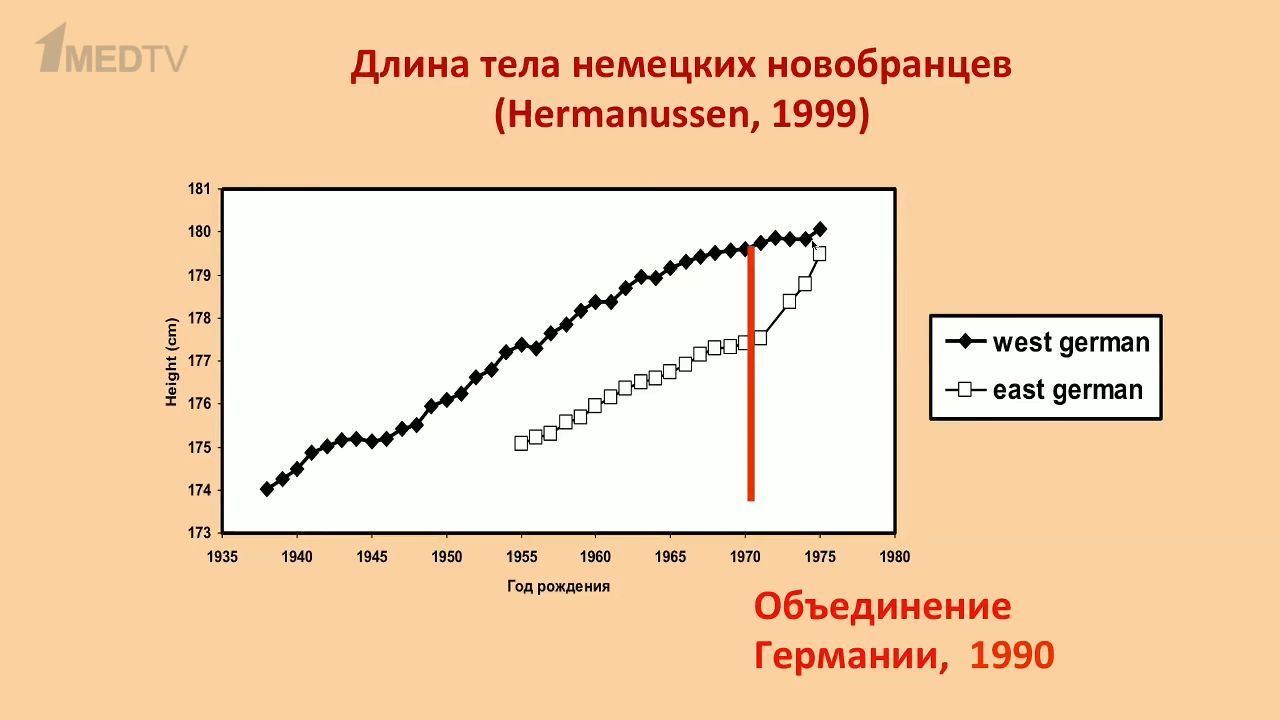 1MEDTV
Длина тела немецких новобранцев
(Hermanussen, 1999)
181
180
179
178
177
176
175
174
173
Height (cm)
1935 1940 1945 1950 1955 1960 1965 1970 1975 1980
Год рождения
west german
east german
Объединение
Германии, 1990